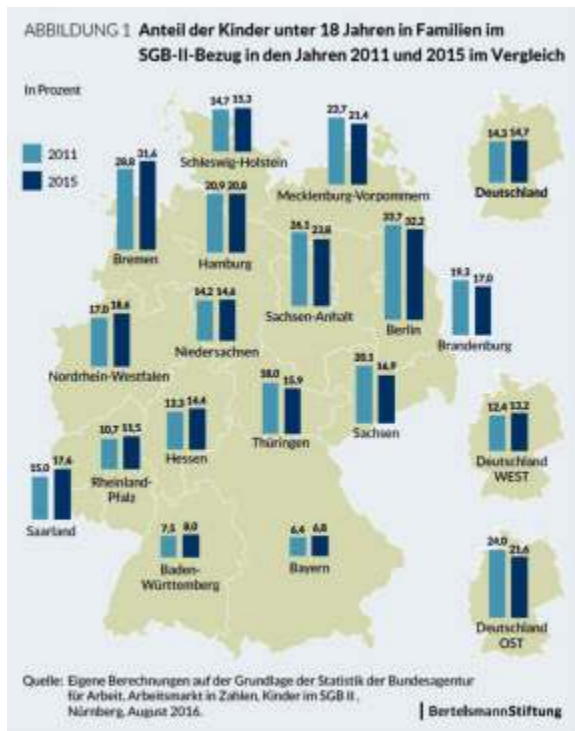 ABBILDUNG 1 Anteil der Kinder unter 18 Jahren in Familien im
SGB-II-Bezug in den Jahren 2011 und 2015 im Vergleich
In Prozent
2011
2015
14,7 15,3
Schleswig-Holstein
23,7 21,4
Mecklenburg-Vorpommern
14,3 14,7
Deutschland
28,8 31,6
Bremen
20,9 20,8
Hamburg
26,1 23,8
Sachsen-Anhalt
33,7 32,2
Berlin
19,3 17,0
Brandenburg
17,0 18,6
Nordrhein-Westfalen
14,2 14,6
Niedersachsen
20,1 16,9
Sachsen
18,0 15,9
Thüringen
13,3 14,4
Hessen
10,7 11,5
Rheinland-
Pfalz
12,4 13,2
Deutschland
WEST
15,0 17,6
Saarland
7,5 8,0
Baden-
Württemberg
6,4 6,8
Bayern
24,0 21,6
Deutschland
OST
Quelle: Eigene Berechnungen auf der Grundlage der Statistik der Bundesagentur
für Arbeit, Arbeitsmarkt in Zahlen, Kinder im SGB II,
Nürnberg, August 2016.
BertelsmannStiftung